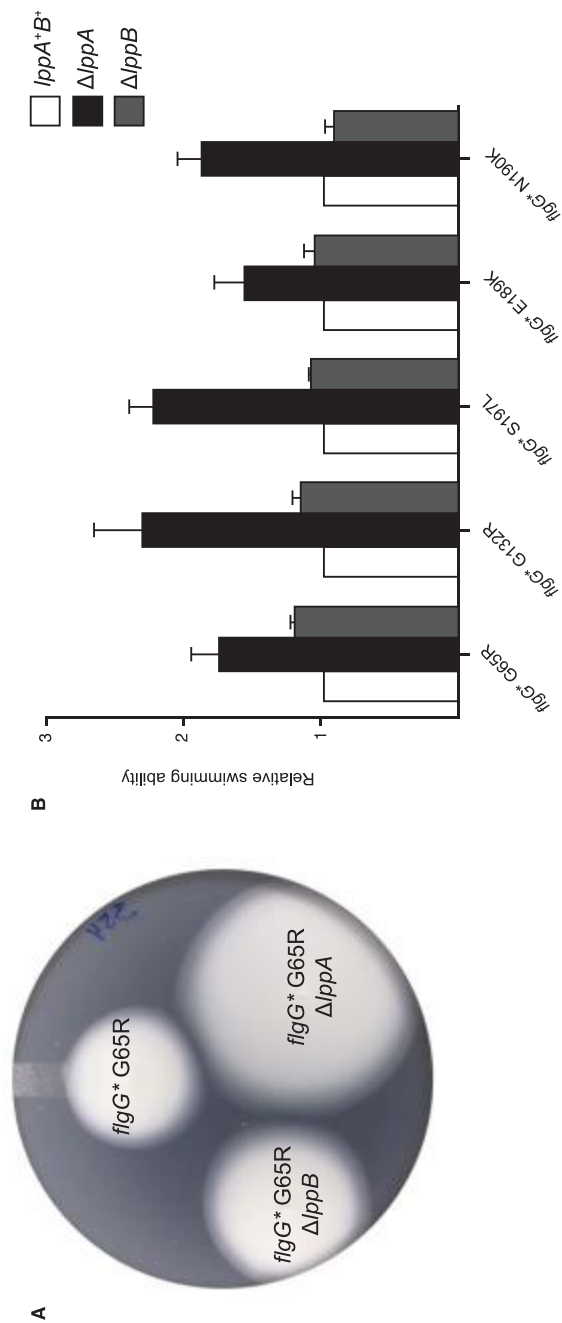 A
flgG* G65R
flgG* G65R
ΔlppB
flgG* G65R
ΔlppA
B
lppA⁺B⁺
ΔlppA
ΔlppB
Relative swimming ability
3
2
1
flgG* G65R
flgG* G132R
flgG* S197L
flgG* E189K
flgG* N190K